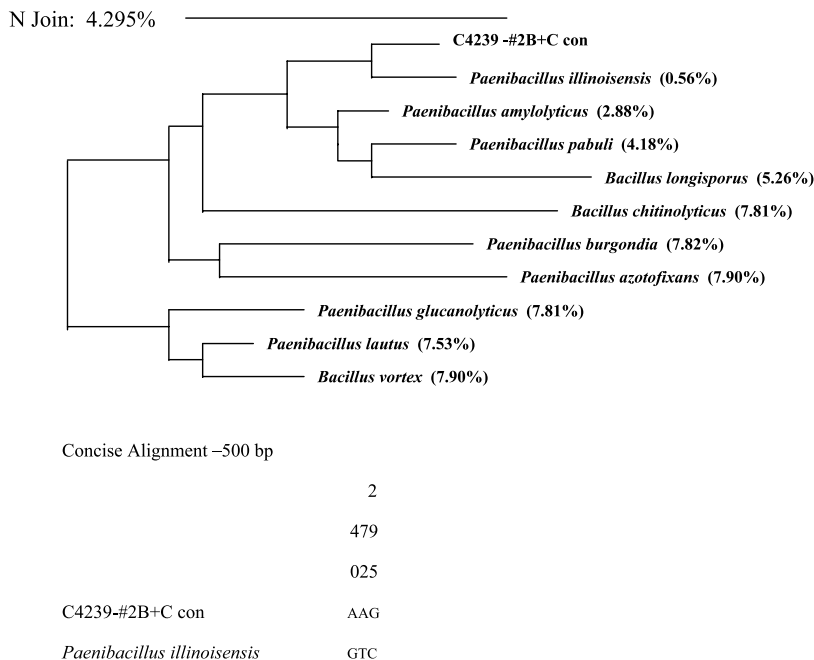 N Join: 4.295%
C4239 -#2B+C con
Paenibacillus illinoisensis (0.56%)
Paenibacillus amylolyticus (2.88%)
Paenibacillus pabuli (4.18%)
Bacillus longisporus (5.26%)
Bacillus chitinolyticus (7.81%)
Paenibacillus burgondia (7.82%)
Paenibacillus azotofixans (7.90%)
Paenibacillus glucanolyticus (7.81%)
Paenibacillus lautus (7.53%)
Bacillus vortex (7.90%)
Concise Alignment –500 bp
2
479
025
C4239-#2B+C con AAG
Paenibacillus illinoisensis GTC